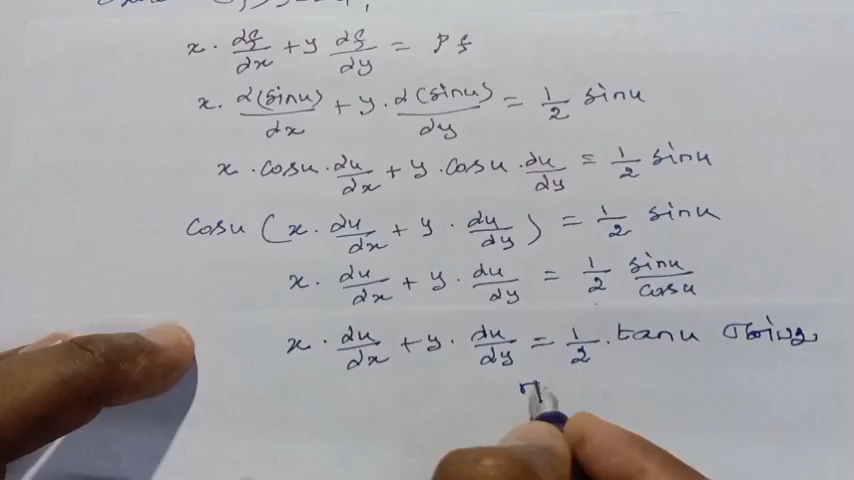 x · ∂f/∂x + y ∂f/∂y = P f
x · ∂(sinu)/∂x + y · ∂(sinu)/∂y = 1/2 sinu
x · cosu · ∂u/∂x + y · cosu · ∂u/∂y = 1/2 sinu
cosu (x · ∂u/∂x + y · ∂u/∂y) = 1/2 sinu
x · ∂u/∂x + y · ∂u/∂y = 1/2 sinu/cosu
x · ∂u/∂x + y · ∂u/∂y = 1/2 · tanu